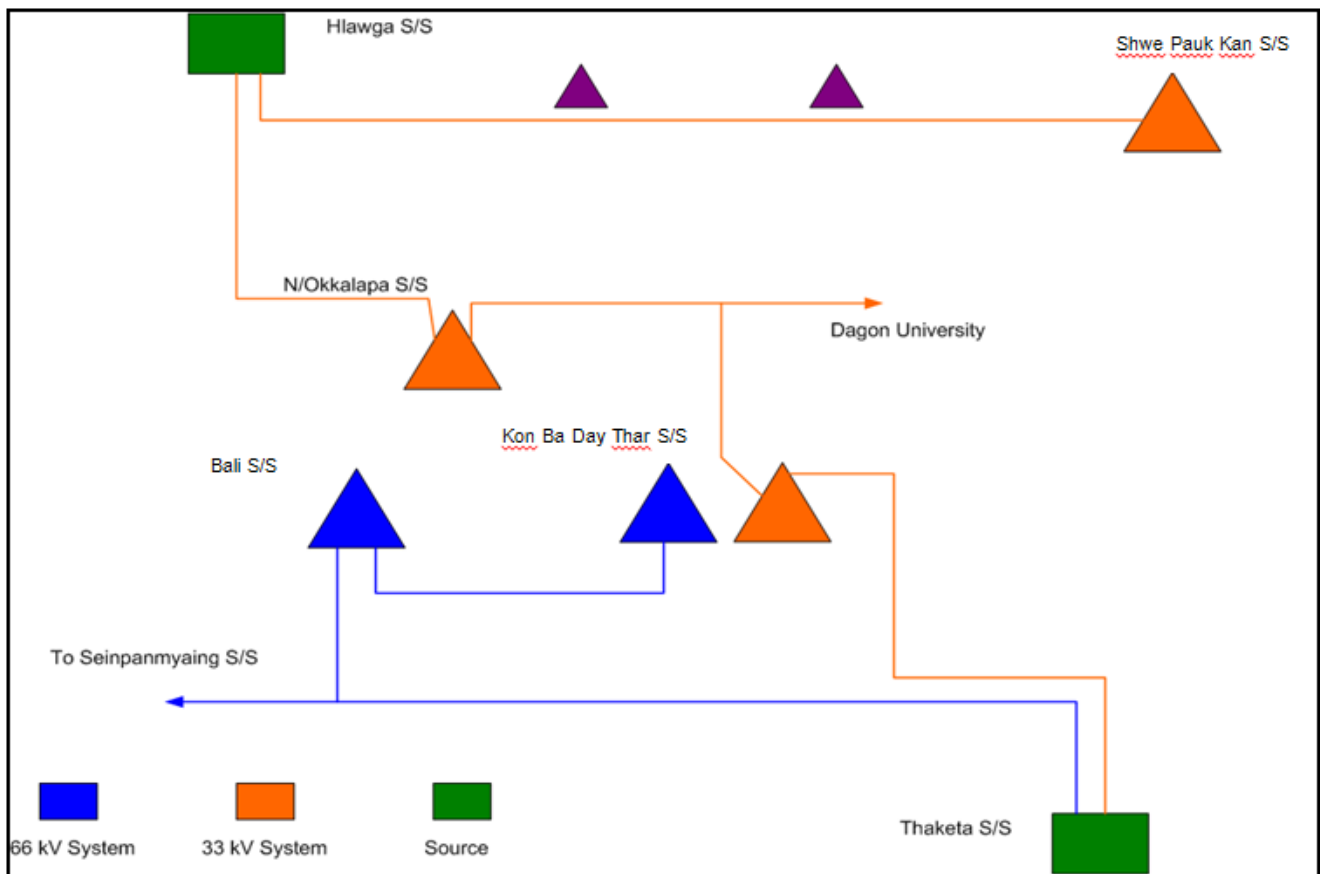 Hlawga S/S
Shwe Pauk Kan S/S
N/Okkalapa S/S
Dagon University
Kon Ba Day Thar S/S
Bali S/S
To Seinpanmyaing S/S
Thaketa S/S
66 kV System
33 kV System
Source